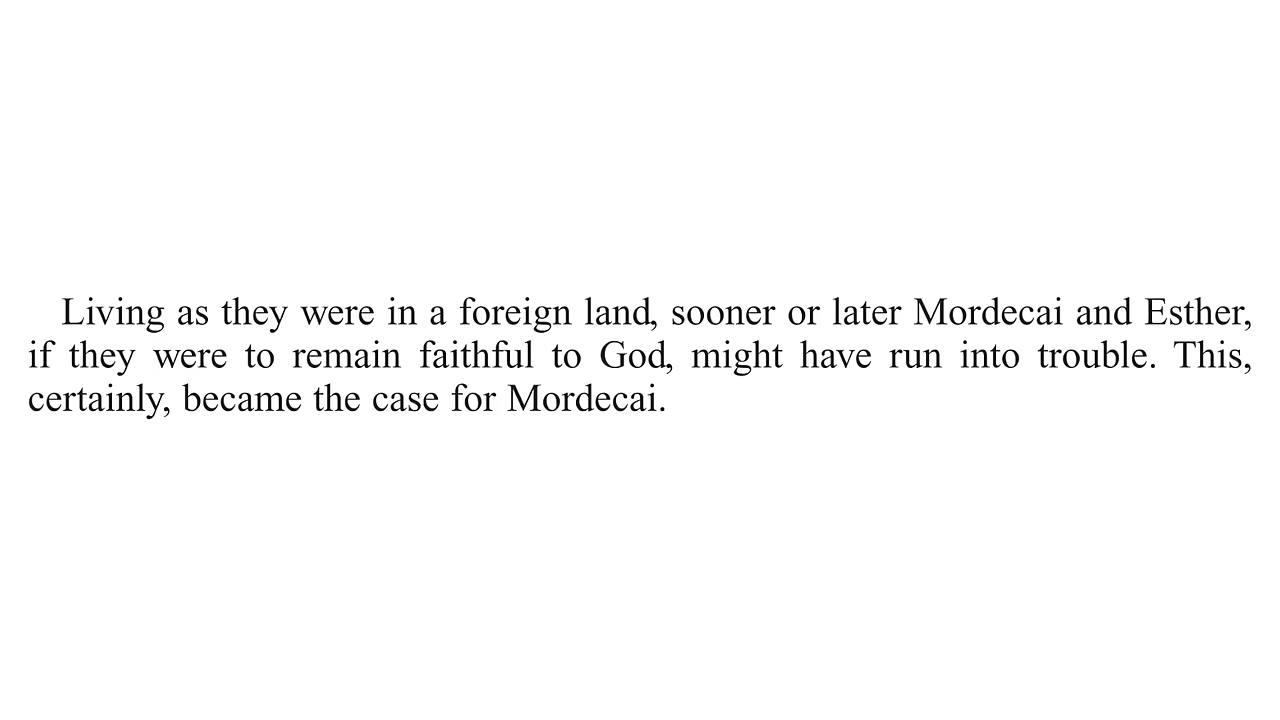 Living as they were in a foreign land, sooner or later Mordecai and Esther,
if they were to remain faithful to God, might have run into trouble. This,
certainly, became the case for Mordecai.